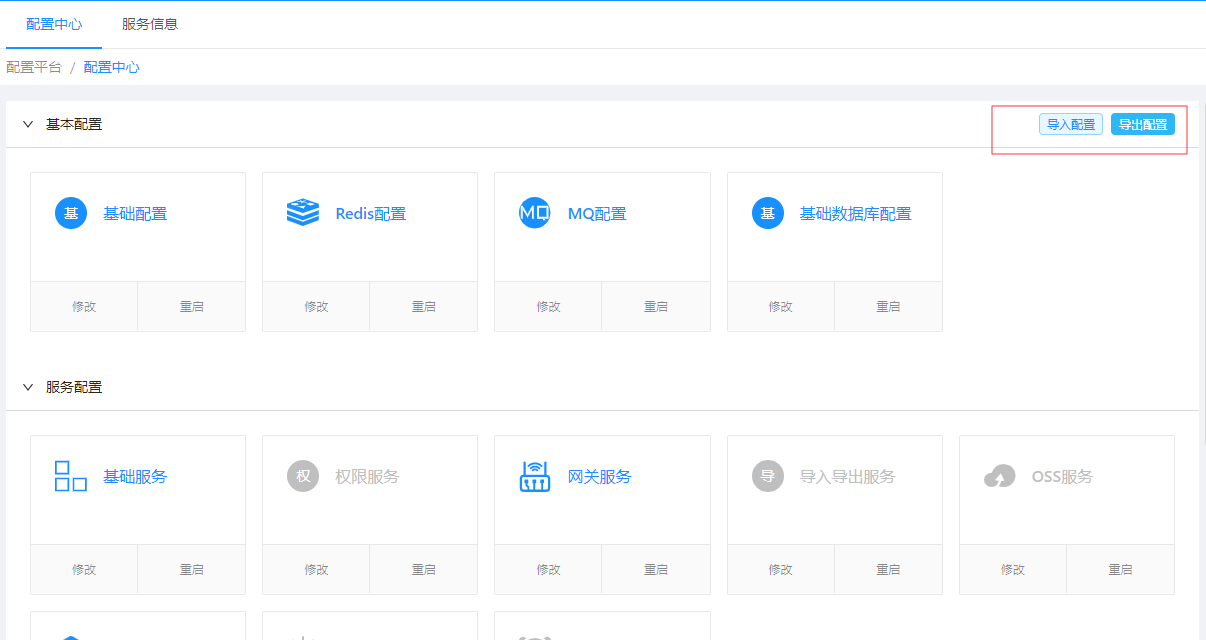 配置中心 服务信息
配置平台 / 配置中心
基本配置 导入配置 导出配置
基 基础配置 Redis配置 MQ MQ配置 基 基础数据库配置
修改 重启 修改 重启 修改 重启 修改 重启
服务配置
基础服务 权 权限服务 网关服务 导 导入导出服务 OSS服务
修改 重启 修改 重启 修改 重启 修改 重启 修改 重启